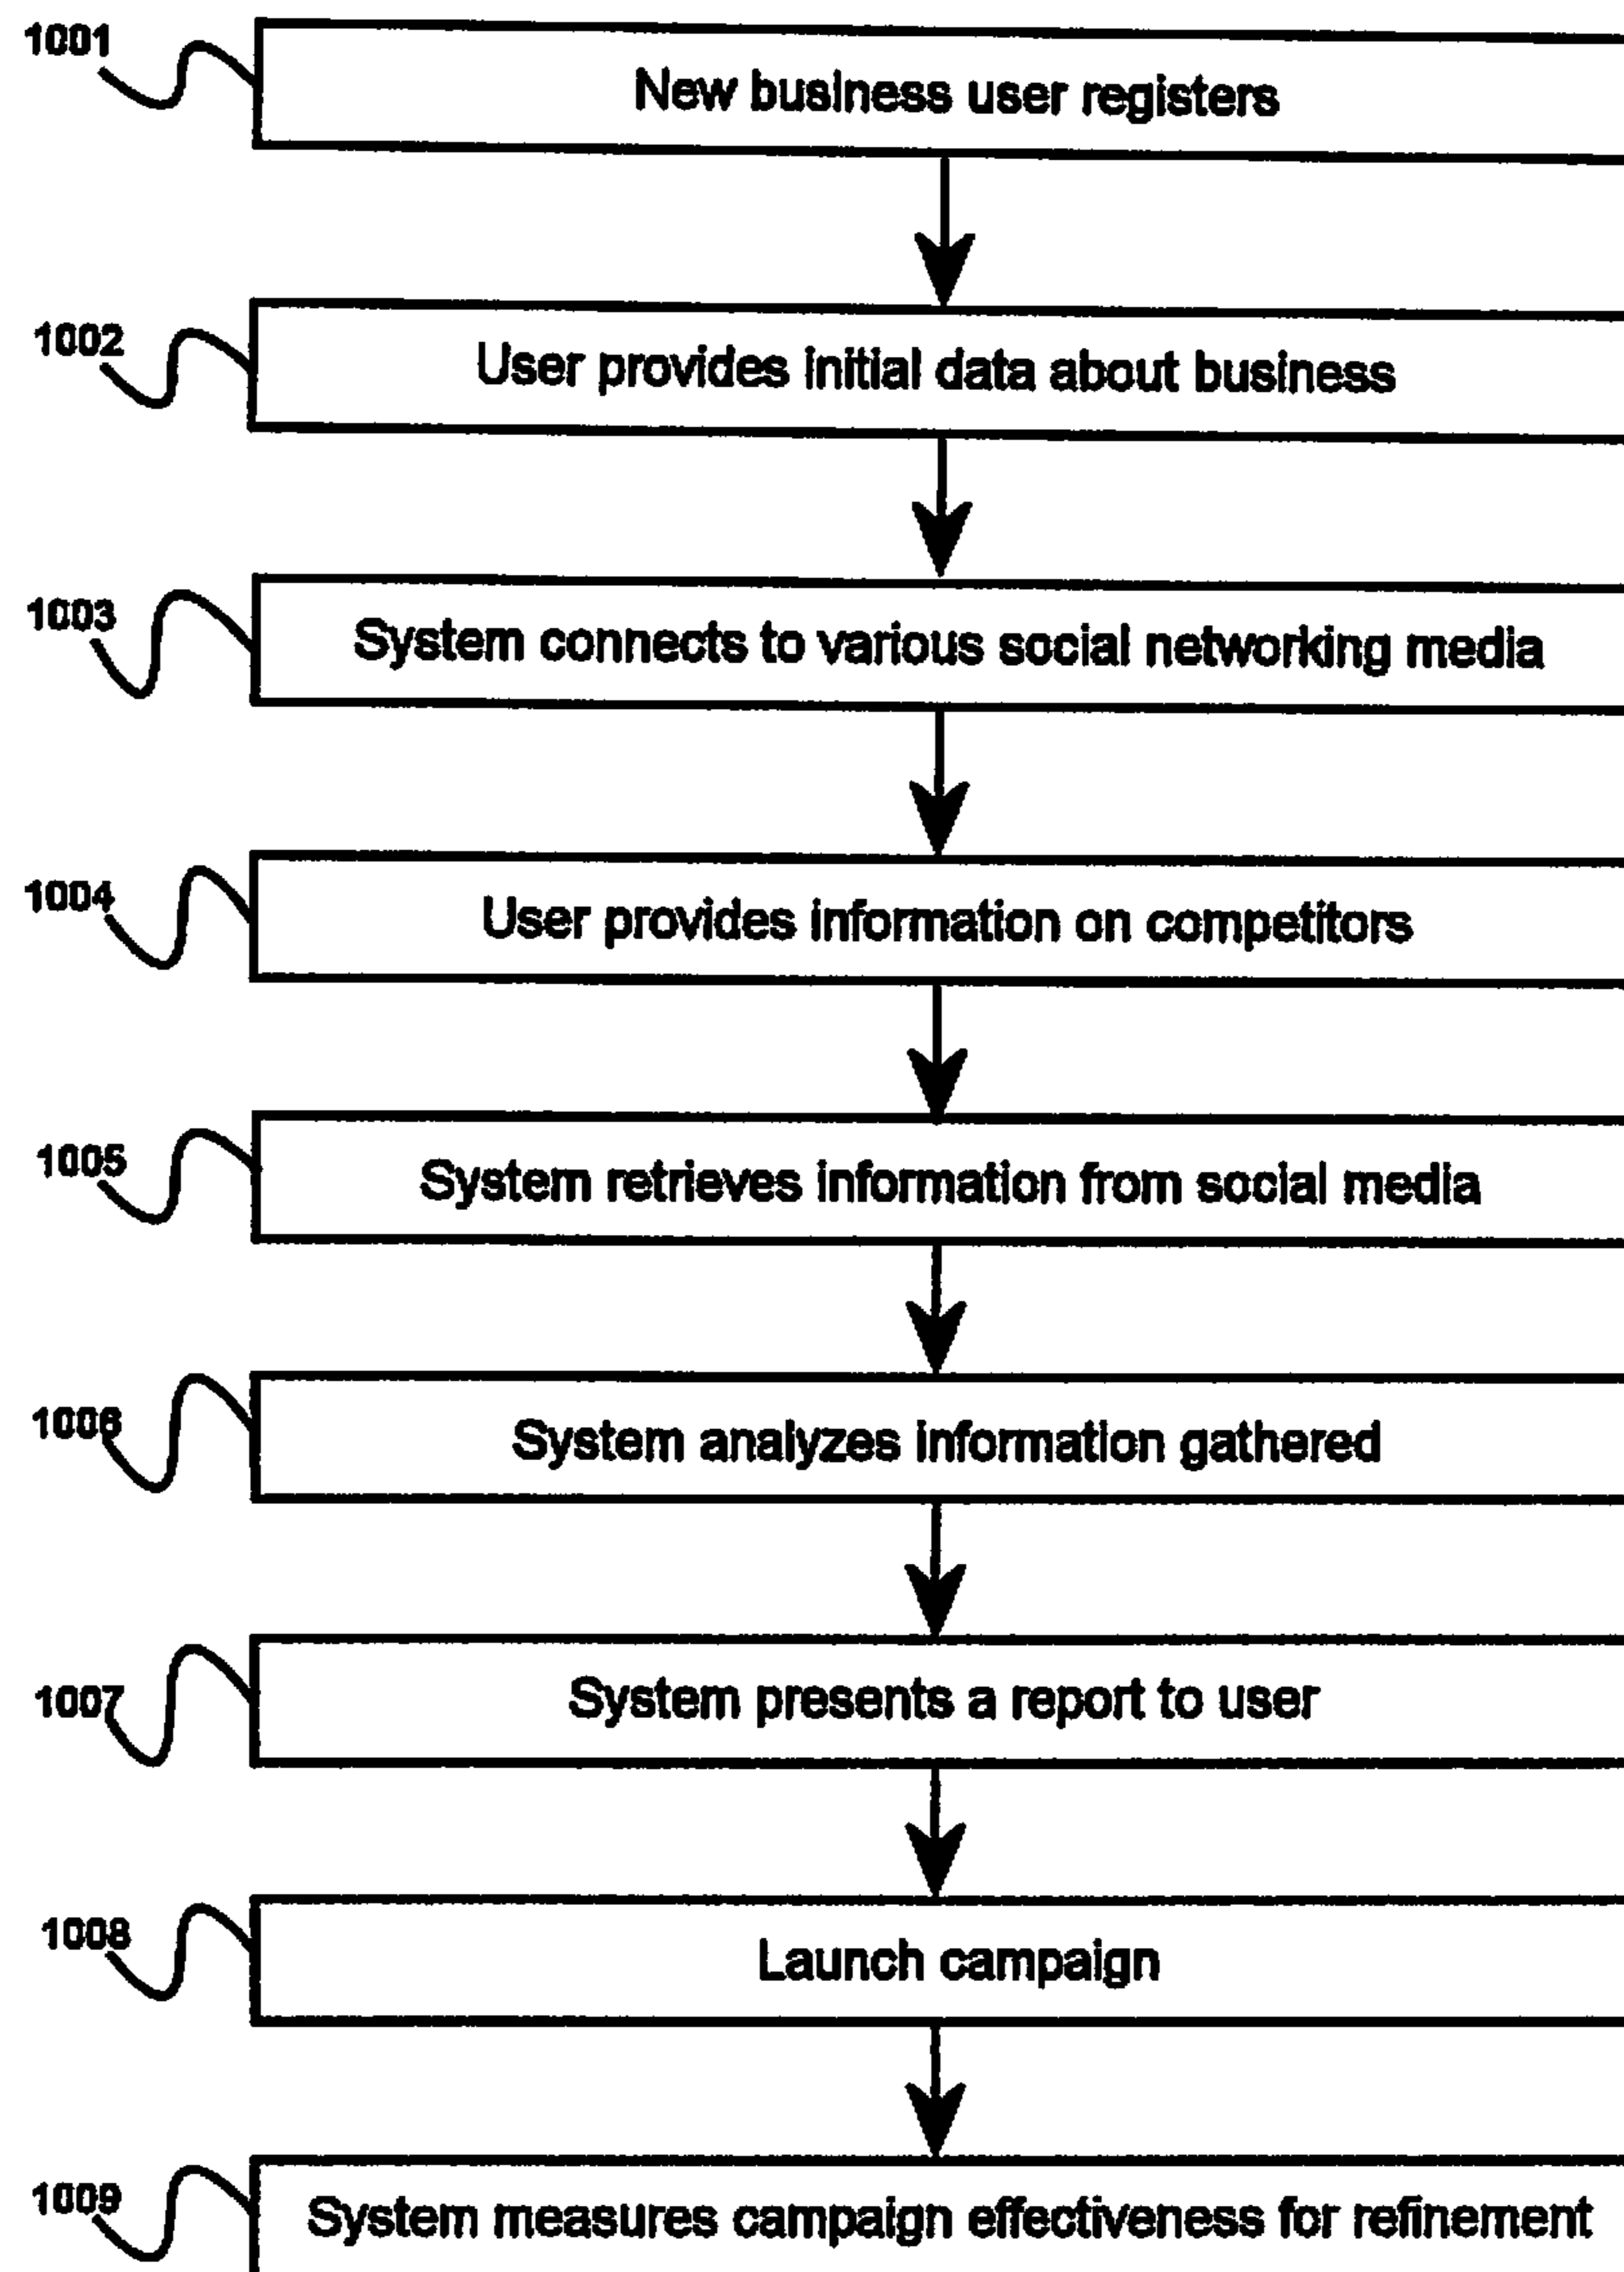 1001
New business user registers
1002
User provides initial data about business
1003
System connects to various social networking media
1004
User provides information on competitors
1005
System retrieves information from social media
1006
System analyzes information gathered
1007
System presents a report to user
1008
Launch campaign
1009
System measures campaign effectiveness for refinement